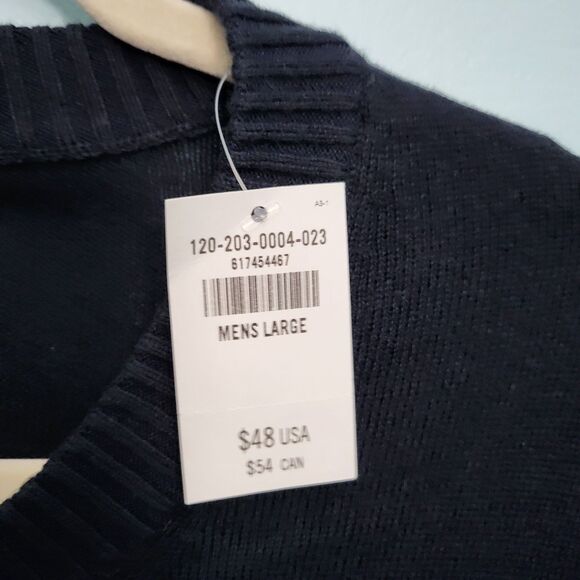 A3-1
120-203-0004-023
617454467
MENS LARGE
$48 USA
$54 CAN